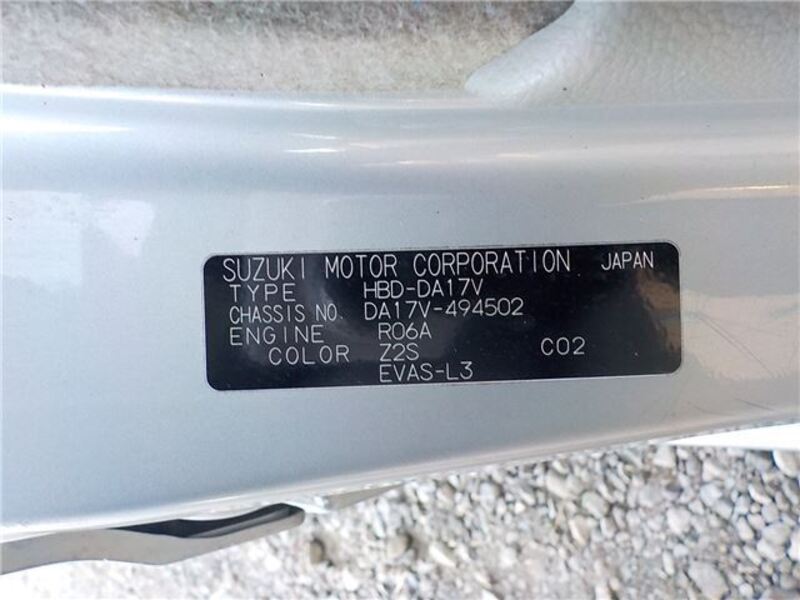 SUZUKI MOTOR CORPORATION JAPAN
TYPE HBD-DA17V
CHASSIS NO. DA17V-494502
ENGINE R06A
COLOR Z2S C02
EVAS-L3